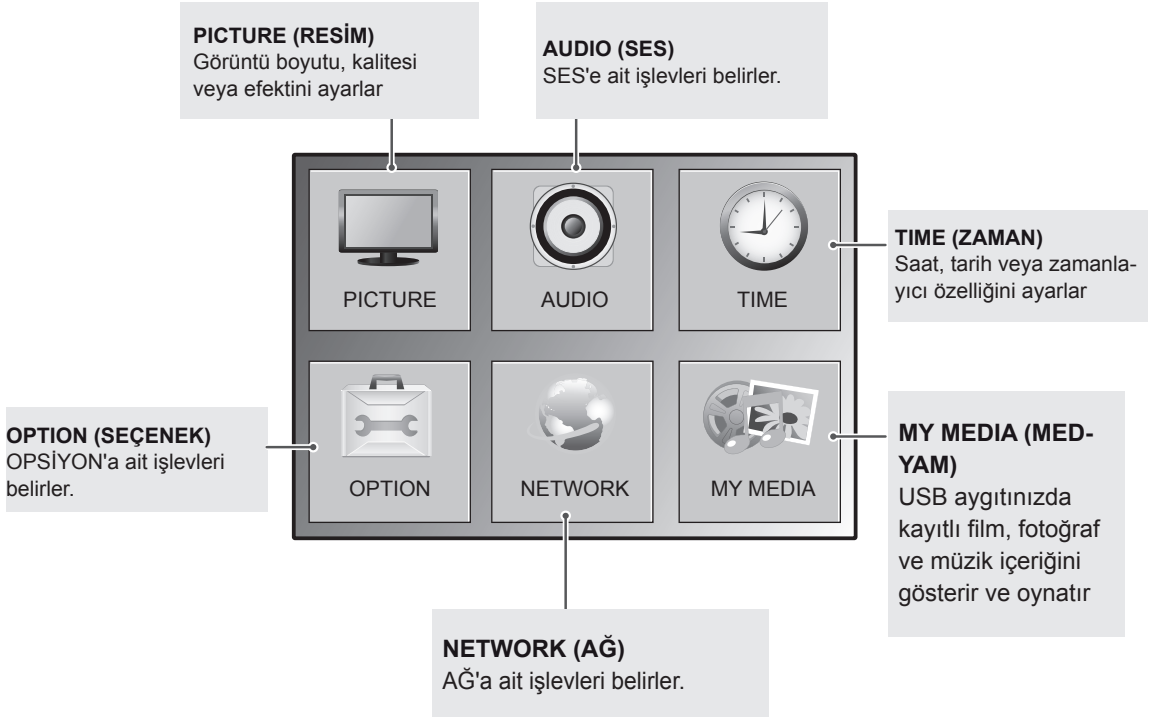 PICTURE (RESİM)
Görüntü boyutu, kalitesi
veya efektini ayarlar
AUDIO (SES)
SES'e ait işlevleri belirler.
PICTURE
AUDIO
TIME
TIME (ZAMAN)
Saat, tarih veya zamanla-
yıcı özelliğini ayarlar
OPTION (SEÇENEK)
OPSİYON'a ait işlevleri
belirler.
OPTION
NETWORK
MY MEDIA
MY MEDIA (MED-
YAM)
USB aygıtınızda
kayıtlı film, fotoğraf
ve müzik içeriğini
gösterir ve oynatır
NETWORK (AĞ)
AĞ'a ait işlevleri belirler.